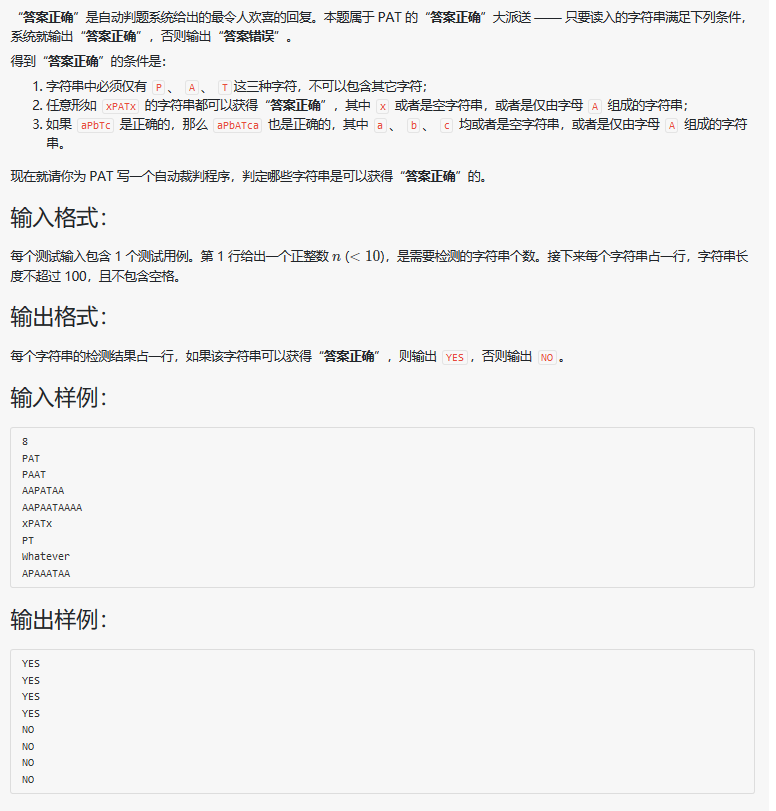 “答案正确”是自动判题系统给出的最令人欢喜的回复。本题属于 PAT 的“答案正确”大派送 —— 只要读入的字符串满足下列条件，
系统就输出“答案正确”，否则输出“答案错误”。
得到“答案正确”的条件是：
1. 字符串中必须仅有 P、 A、 T这三种字符，不可以包含其它字符；
2. 任意形如 xPATx 的字符串都可以获得“答案正确”，其中 x 或者是空字符串，或者是仅由字母 A 组成的字符串；
3. 如果 aPbTc 是正确的，那么 aPbATca 也是正确的，其中 a、 b、 c 均或者是空字符串，或者是仅由字母 A 组成的字符
串。
现在就请你为 PAT 写一个自动裁判程序，判定哪些字符串是可以获得“答案正确”的。
输入格式：
每个测试输入包含 1 个测试用例。第 1 行给出一个正整数 n (< 10)，是需要检测的字符串个数。接下来每个字符串占一行，字符串长
度不超过 100，且不包含空格。
输出格式：
每个字符串的检测结果占一行，如果该字符串可以获得“答案正确”，则输出 YES，否则输出 NO。
输入样例：
8
PAT
PAAT
AAPATAA
AAPAATAAAA
xPATx
PT
Whatever
APAAATAA
输出样例：
YES
YES
YES
YES
NO
NO
NO
NO